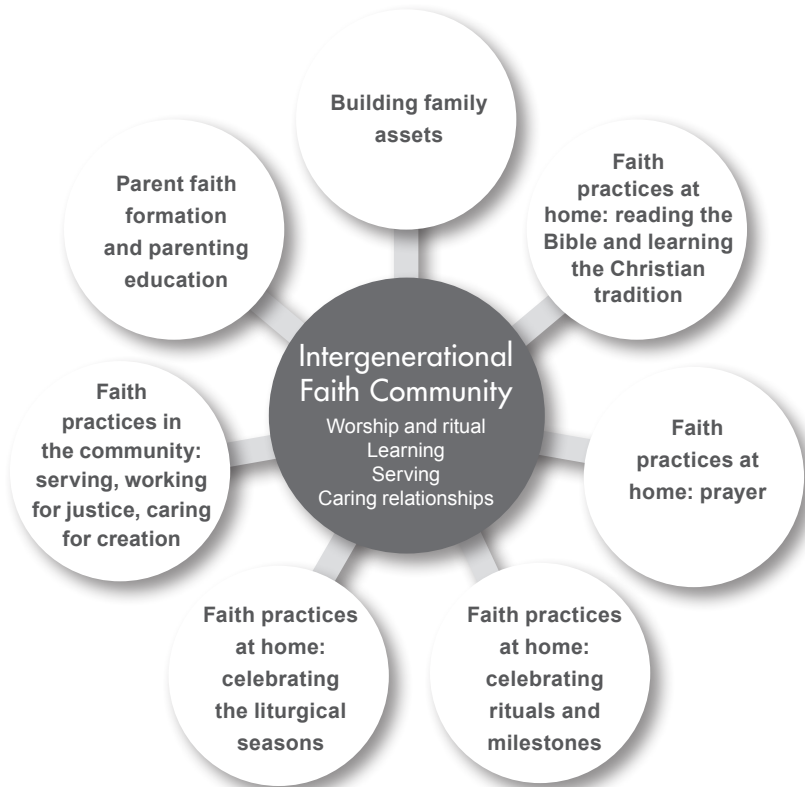 Building family
assets
Parent faith
formation
and parenting
education
Faith
practices at
home: reading the
Bible and learning
the Christian
tradition
Intergenerational
Faith Community
Worship and ritual
Learning
Serving
Caring relationships
Faith
practices in
the community:
serving, working
for justice, caring
for creation
Faith
practices at
home: prayer
Faith practices
at home:
celebrating
the liturgical
seasons
Faith practices
at home:
celebrating
rituals and
milestones